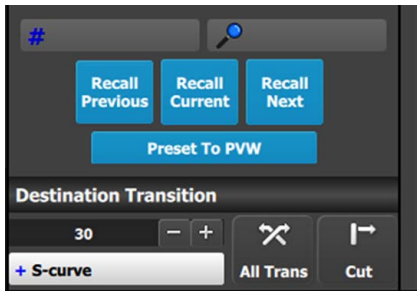 #
Recall Previous
Recall Current
Recall Next
Preset To PVW
Destination Transition
30 − +
+ S-curve
All Trans
Cut